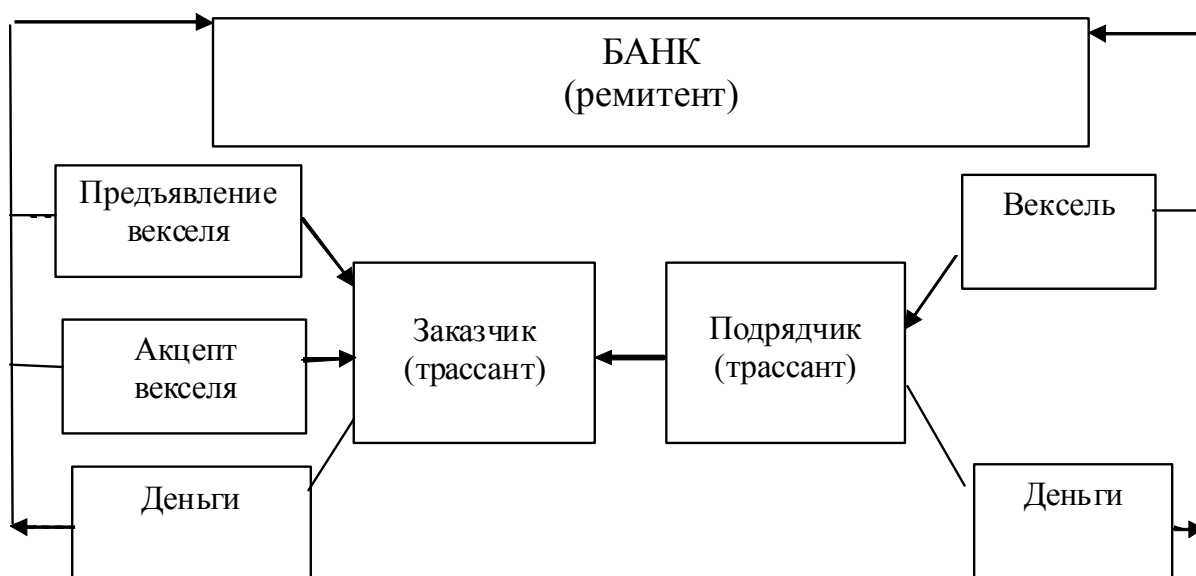 БАНК
(ремитент)
Предъявление
векселя
Вексель
Заказчик
(трассант)
Подрядчик
(трассант)
Акцепт
векселя
Деньги
Деньги